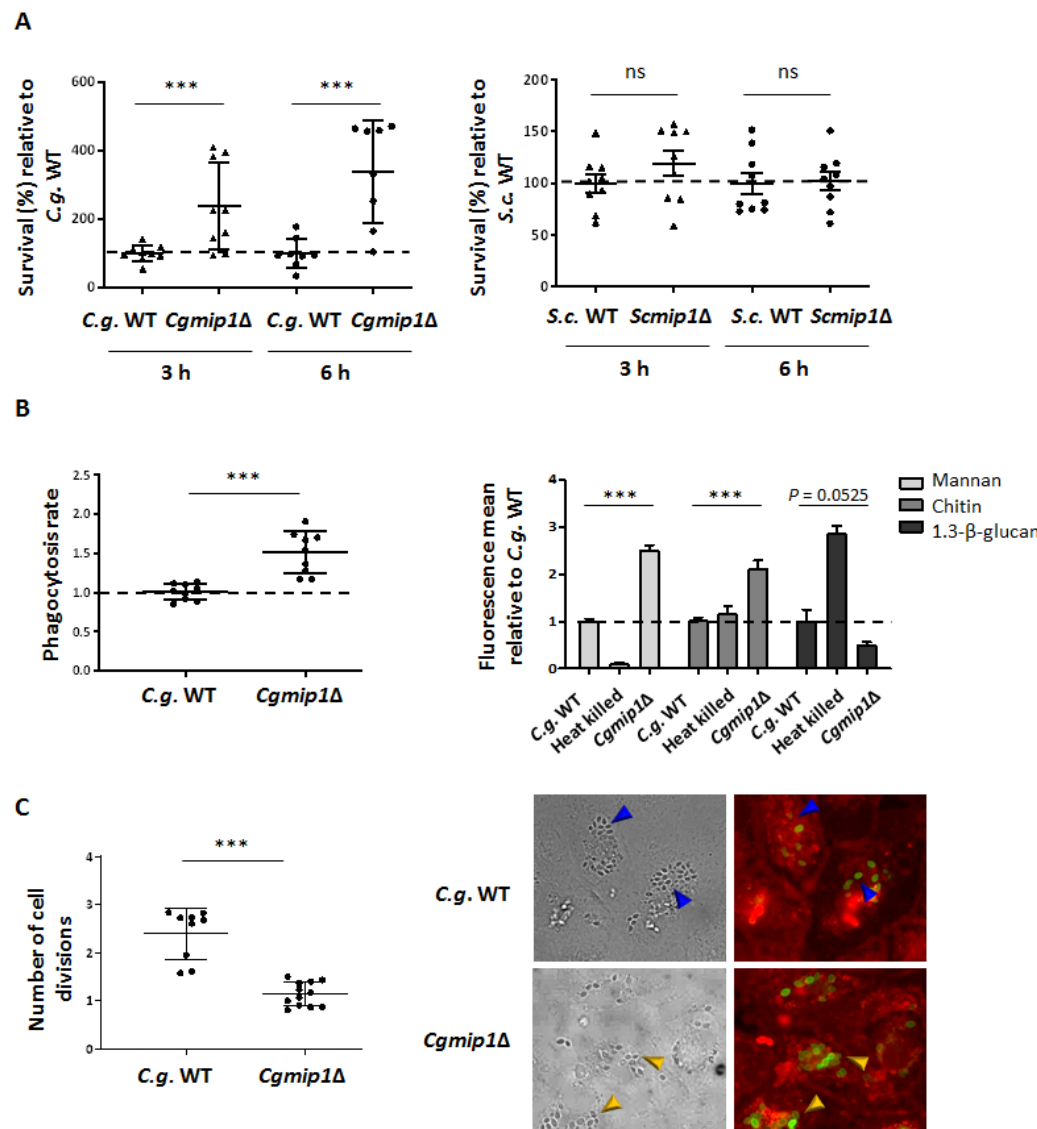 A
Survival (%) relative to
C.g. WT
600
400
200
0
***
***
C.g. WT
Cgmip1Δ
C.g. WT
Cgmip1Δ
3 h
6 h
Survival (%) relative to
S.c. WT
200
150
100
50
0
ns
ns
S.c. WT
Scmip1Δ
S.c. WT
Scmip1Δ
3 h
6 h
B
Phagocytosis rate
2.5
2.0
1.5
1.0
0.5
0.0
***
C.g. WT
Cgmip1Δ
Fluorescence mean
relative to C.g. WT
4
3
2
1
0
***
***
P = 0.0525
Mannan
Chitin
1.3-β-glucan
C.g. WT
Heat killed
Cgmip1Δ
C.g. WT
Heat killed
Cgmip1Δ
C.g. WT
Heat killed
Cgmip1Δ
C
Number of cell
divisions
4
3
2
1
0
***
C.g. WT
Cgmip1Δ
C.g. WT
Cgmip1Δ